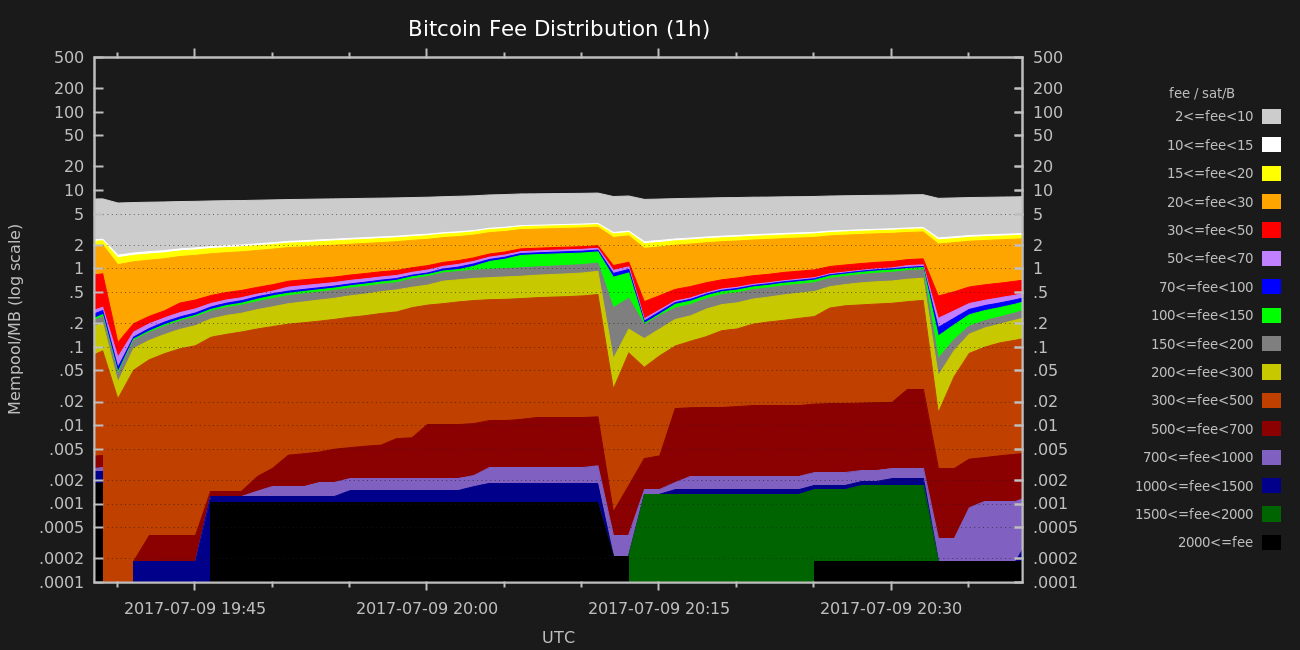 Bitcoin Fee Distribution (1h)
500
200
100
50
20
10
5
2
1
.5
.2
.1
.05
.02
.01
.005
.002
.001
.0005
.0002
.0001
Mempool/MB (log scale)
500
200
100
50
20
10
5
2
1
.5
.2
.1
.05
.02
.01
.005
.002
.001
.0005
.0002
.0001
2017-07-09 19:45
2017-07-09 20:00
2017-07-09 20:15
2017-07-09 20:30
UTC
fee / sat/B
2<=fee<10
10<=fee<15
15<=fee<20
20<=fee<30
30<=fee<50
50<=fee<70
70<=fee<100
100<=fee<150
150<=fee<200
200<=fee<300
300<=fee<500
500<=fee<700
700<=fee<1000
1000<=fee<1500
1500<=fee<2000
2000<=fee